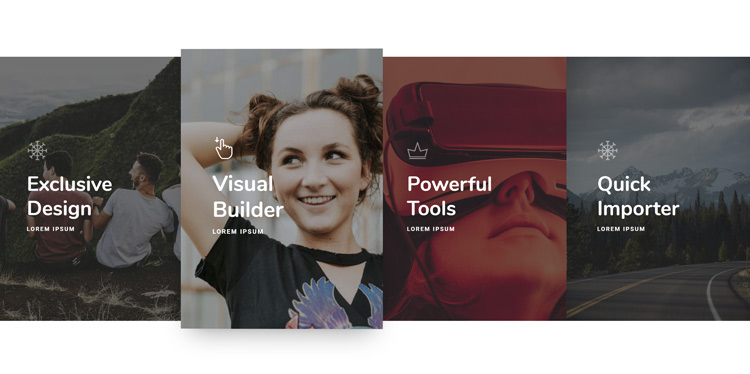 Exclusive
Design
LOREM IPSUM
Visual
Builder
LOREM IPSUM
Powerful
Tools
LOREM IPSUM
Quick
Importer
LOREM IPSUM